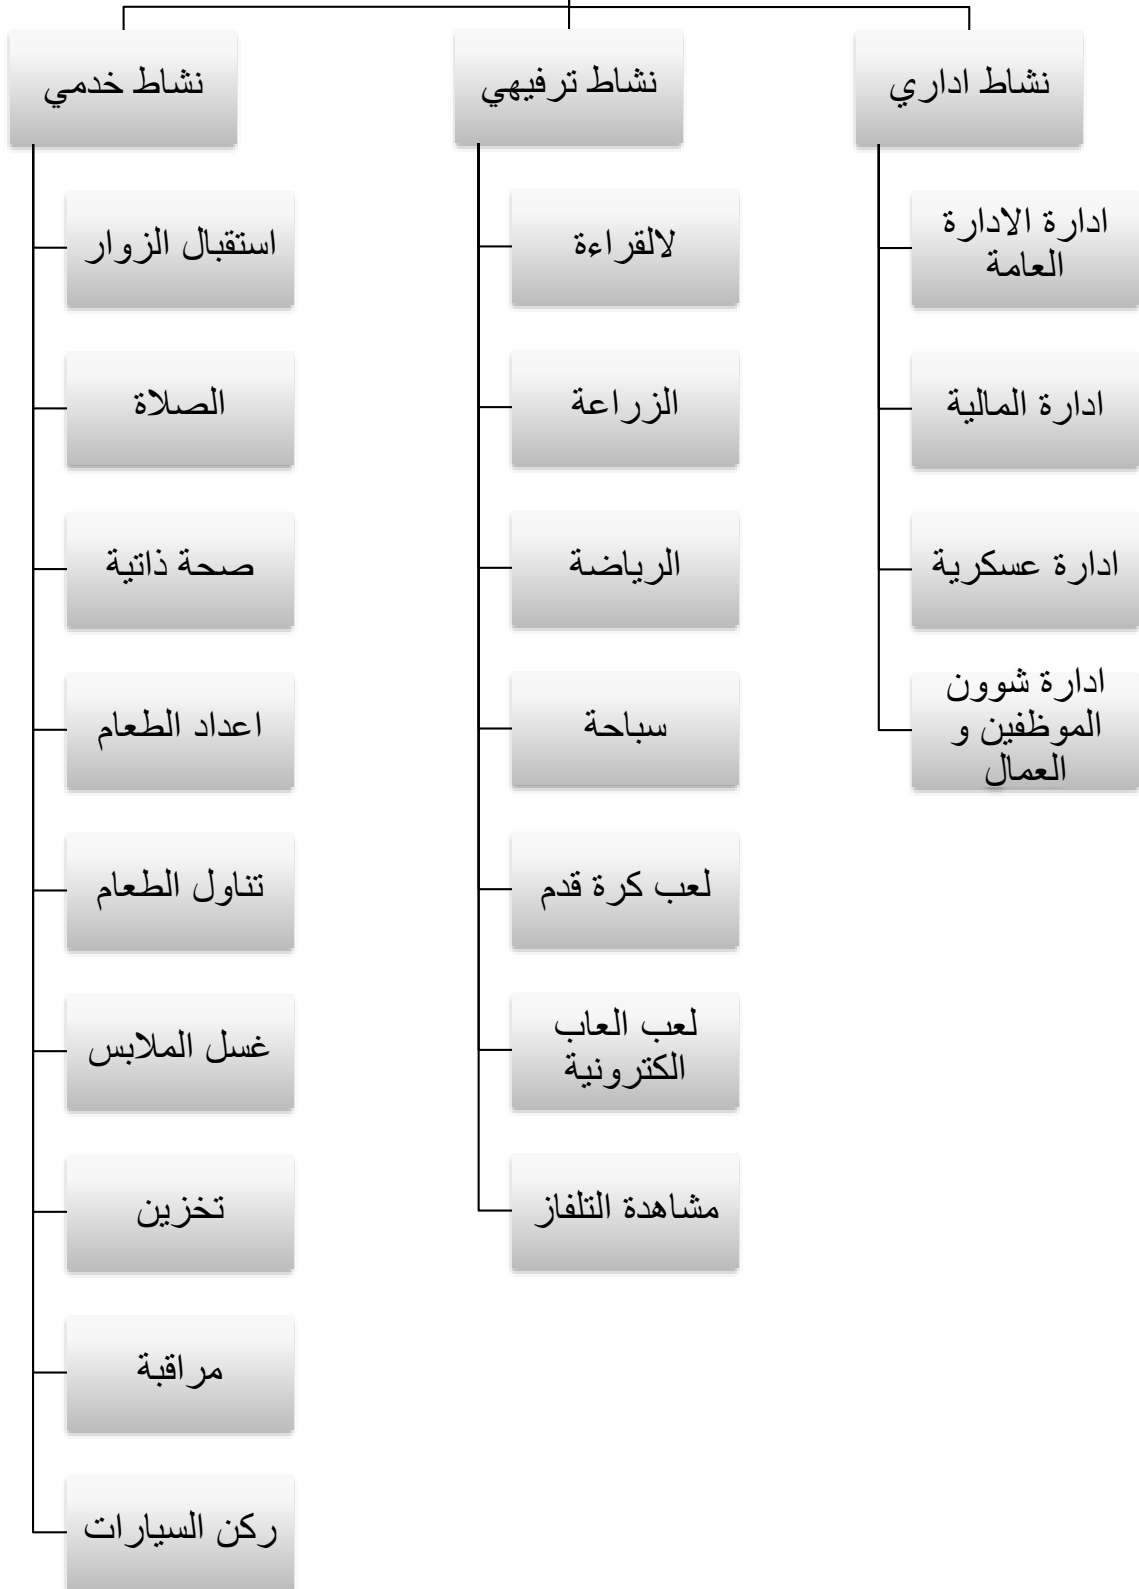 نشاط اداري
ادارة الادارة
العامة
ادارة المالية
ادارة عسكرية
ادارة شوون
الموظفين و
العمال
نشاط ترفيهي
لالقراءة
الزراعة
الرياضة
سباحة
لعب كرة قدم
لعب العاب
الكترونية
مشاهدة التلفاز
نشاط خدمي
استقبال الزوار
الصلاة
صحة ذاتية
اعداد الطعام
تناول الطعام
غسل الملابس
تخزين
مراقبة
ركن السيارات